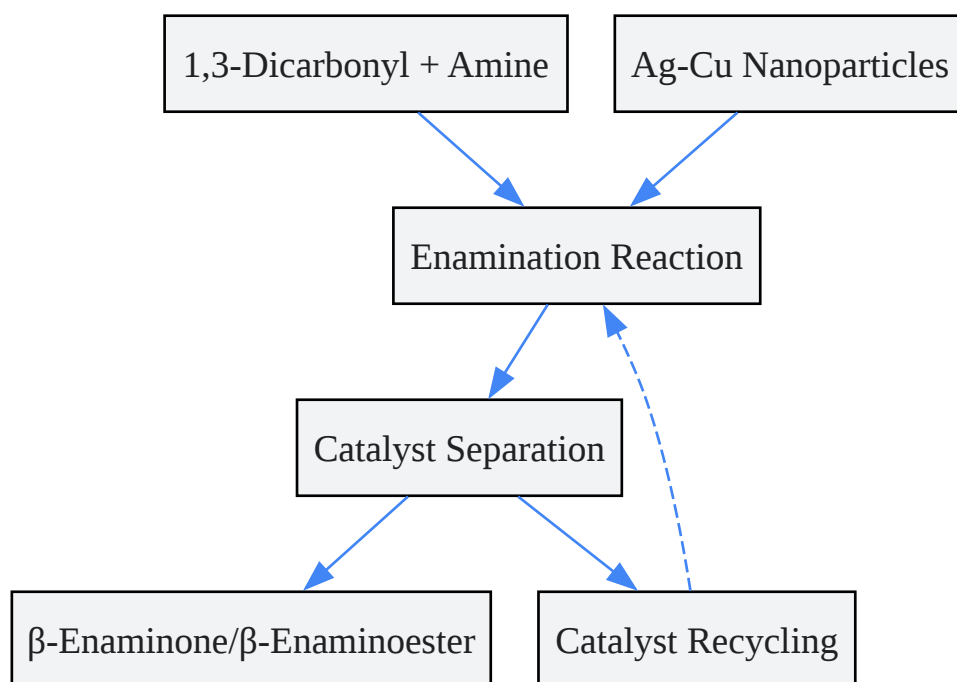 1,3-Dicarbonyl + Amine
Ag-Cu Nanoparticles
Enamination Reaction
Catalyst Separation
β-Enaminone/β-Enaminoester
Catalyst Recycling